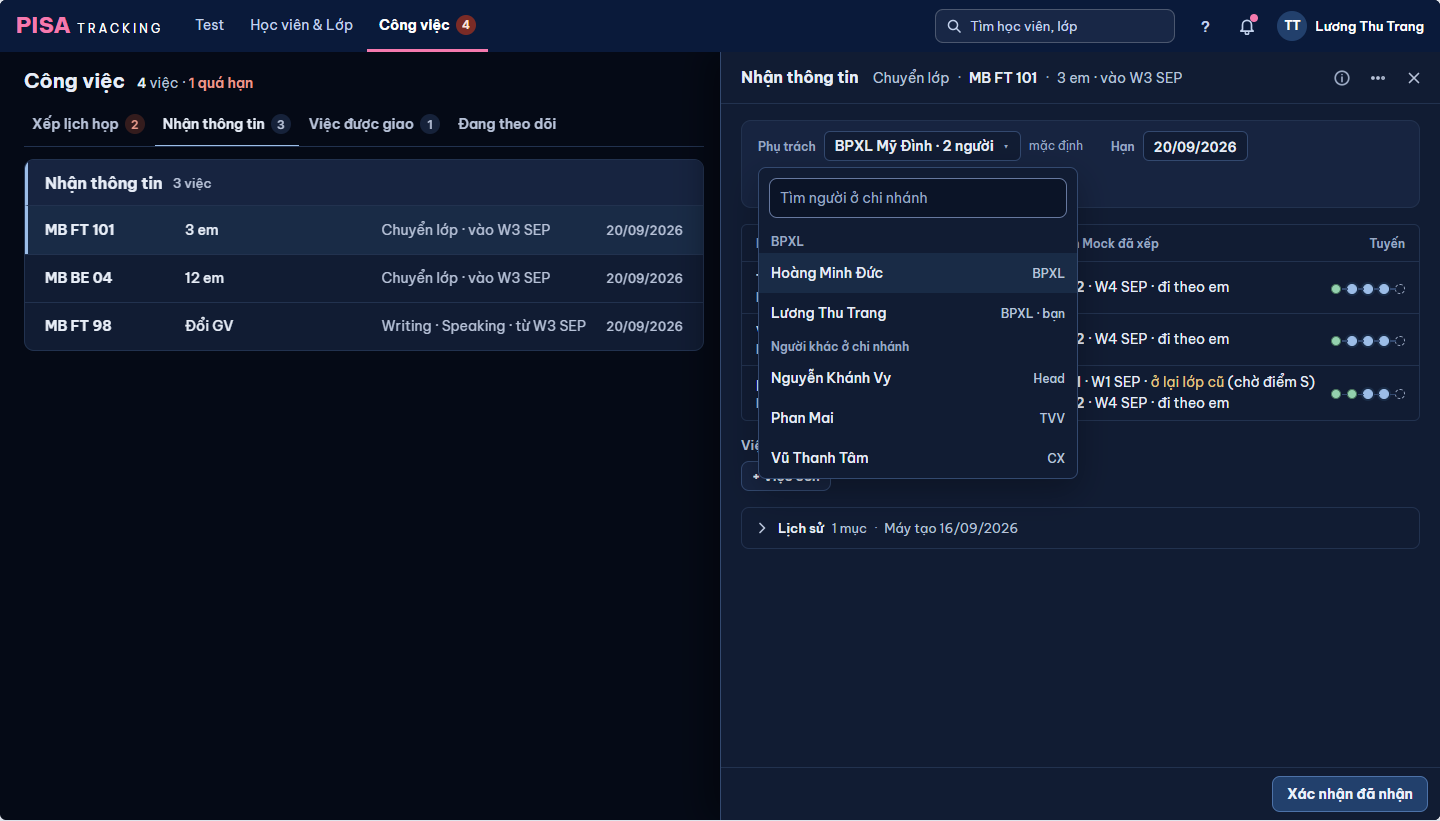 PISA TRACKING Test Học viên & Lớp Công việc 4 Tìm học viên, lớp ? TT Lương Thu Trang
Công việc 4 việc · 1 quá hạn
Xếp lịch họp 2 Nhận thông tin 3 Việc được giao 1 Đang theo dõi
Nhận thông tin 3 việc
MB FT 101 3 em Chuyển lớp · vào W3 SEP 20/09/2026
MB BE 04 12 em Chuyển lớp · vào W3 SEP 20/09/2026
MB FT 98 Đổi GV Writing · Speaking · từ W3 SEP 20/09/2026
Nhận thông tin Chuyển lớp · MB FT 101 · 3 em · vào W3 SEP
Phụ trách BPXL Mỹ Đình · 2 người mặc định Hạn 20/09/2026
Tìm người ở chi nhánh
BPXL
Hoàng Minh Đức BPXL
Lương Thu Trang BPXL · bạn
Người khác ở chi nhánh
Nguyễn Khánh Vy Head
Phan Mai TVV
Vũ Thanh Tâm CX
Mock đã xếp Tuyến
2 · W4 SEP · đi theo em
2 · W4 SEP · đi theo em
· W1 SEP · ở lại lớp cũ (chờ điểm S)
2 · W4 SEP · đi theo em
Lịch sử 1 mục · Máy tạo 16/09/2026
Xác nhận đã nhận